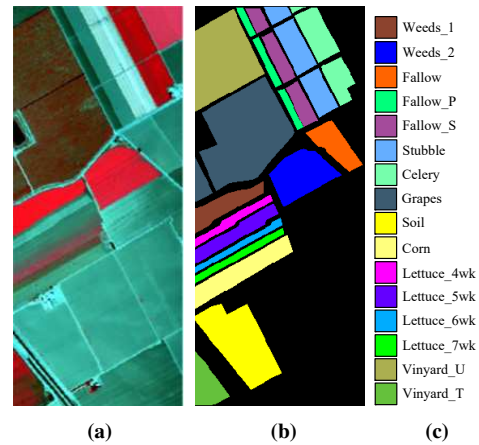 Weeds_1
Weeds_2
Fallow
Fallow_P
Fallow_S
Stubble
Celery
Grapes
Soil
Corn
Lettuce_4wk
Lettuce_5wk
Lettuce_6wk
Lettuce_7wk
Vinyard_U
Vinyard_T
(a) (b) (c)